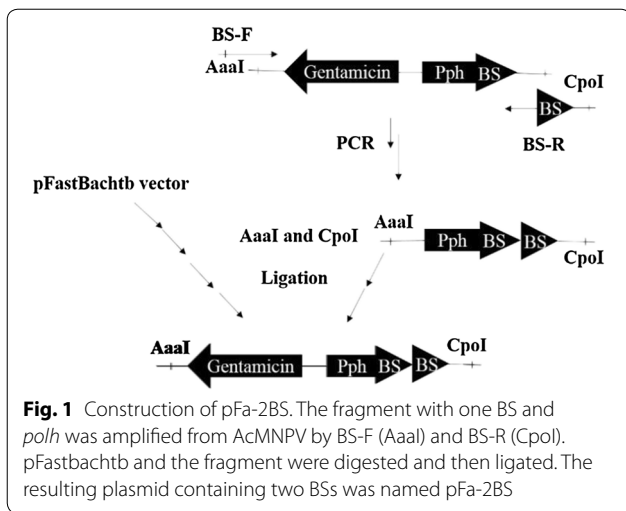 BS-F
AaaI
Gentamicin
Pph BS
CpoI
BS
BS-R
PCR
pFastBachtb vector
AaaI and CpoI
AaaI
Pph BS BS
CpoI
Ligation
AaaI
Gentamicin
Pph BS BS
CpoI
Fig. 1 Construction of pFa-2BS. The fragment with one BS and
polh was amplified from AcMNPV by BS-F (AaaI) and BS-R (CpoI).
pFastbachtb and the fragment were digested and then ligated. The
resulting plasmid containing two BSs was named pFa-2BS